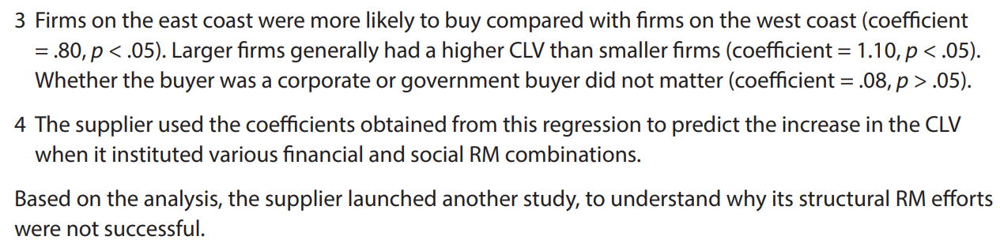 3 Firms on the east coast were more likely to buy compared with firms on the west coast (coefficient
= .80, p < .05). Larger firms generally had a higher CLV than smaller firms (coefficient = 1.10, p < .05).
Whether the buyer was a corporate or government buyer did not matter (coefficient = .08, p > .05).
4 The supplier used the coefficients obtained from this regression to predict the increase in the CLV
when it instituted various financial and social RM combinations.
Based on the analysis, the supplier launched another study, to understand why its structural RM efforts
were not successful.